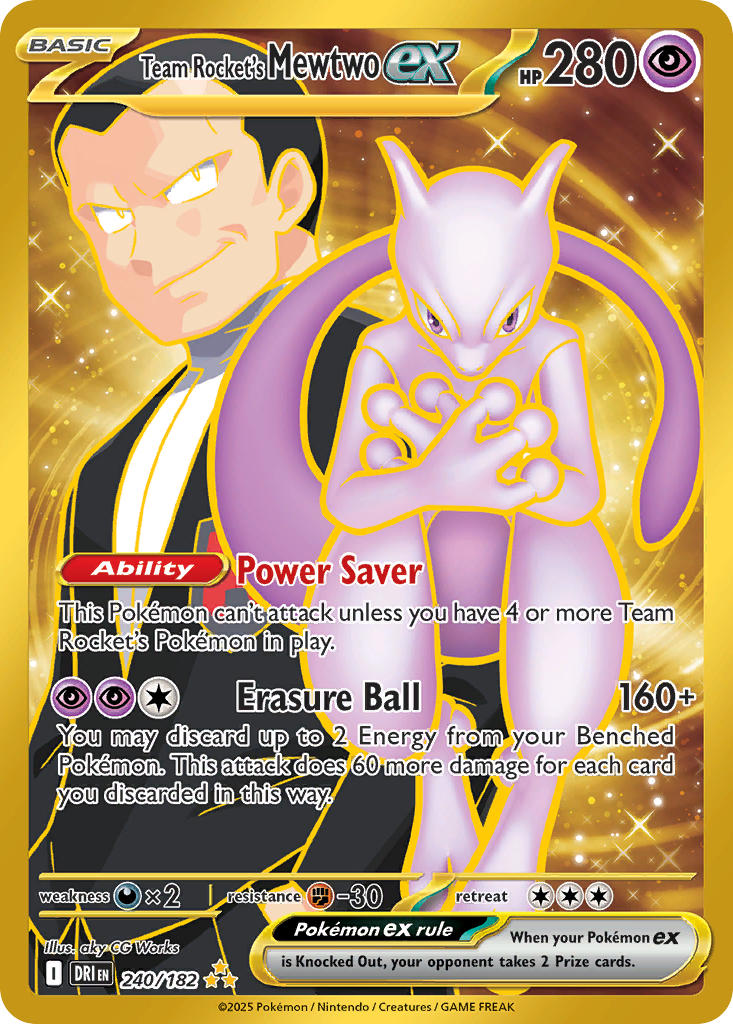 BASIC
Team Rocket's Mewtwo ex
HP 280
Ability Power Saver
This Pokémon can't attack unless you have 4 or more Team
Rocket's Pokémon in play.
Erasure Ball 160+
You may discard up to 2 Energy from your Benched
Pokémon. This attack does 60 more damage for each card
you discarded in this way.
weakness ×2 resistance -30 retreat
Illus. aky CG Works
Pokémon ex rule
When your Pokémon ex
is Knocked Out, your opponent takes 2 Prize cards.
I DRI EN 240/182
©2025 Pokémon / Nintendo / Creatures / GAME FREAK